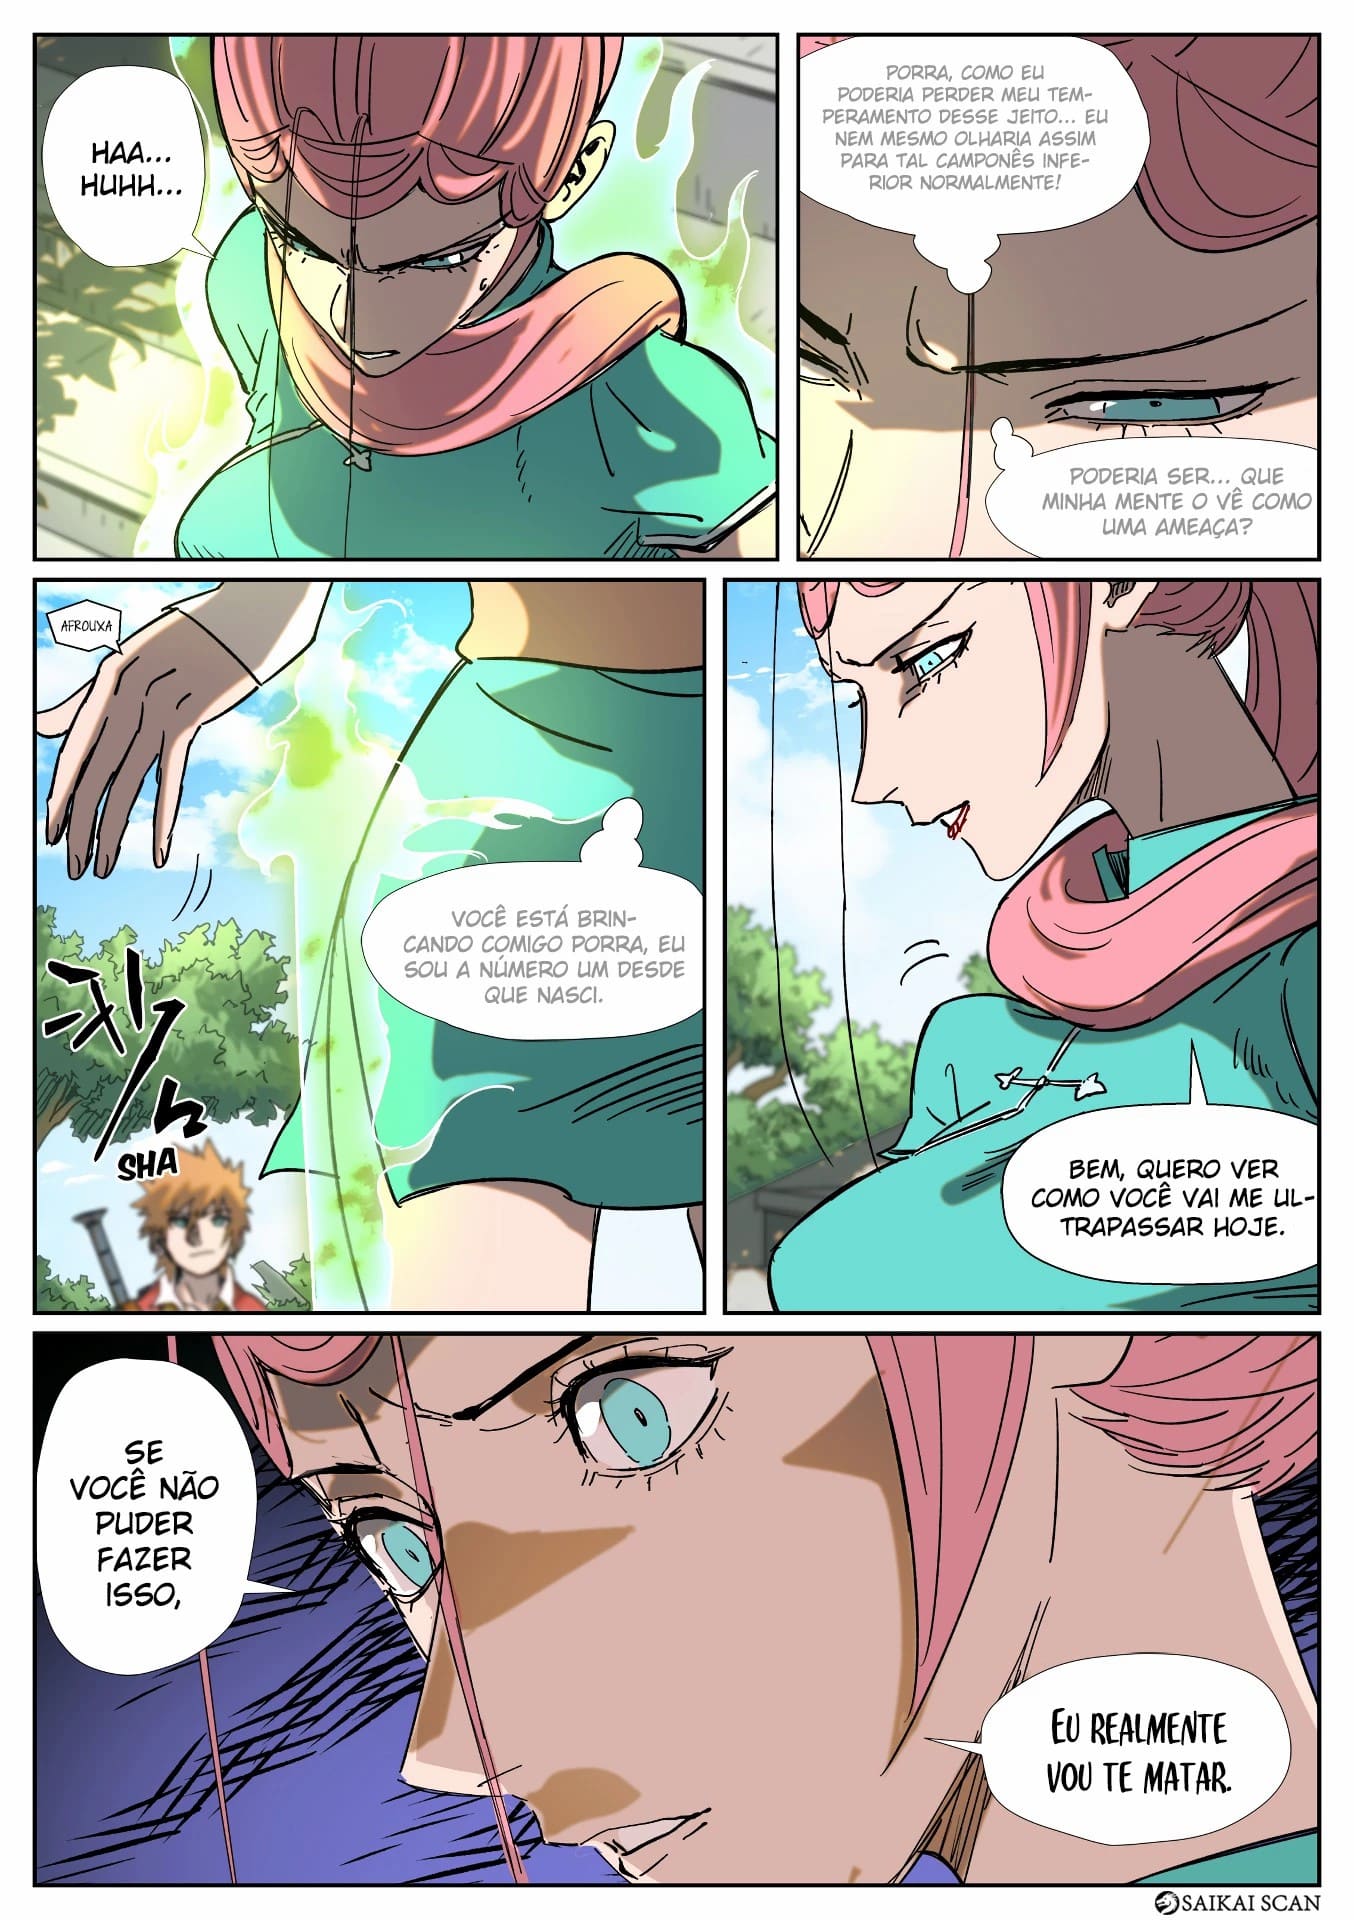 HAA...
HUHH...
PORRA, COMO EU
PODERIA PERDER MEU TEM-
PERAMENTO DESSE JEITO... EU
NEM MESMO OLHARIA ASSIM
PARA TAL CAMPONÊS INFE-
RIOR NORMALMENTE!
PODERIA SER... QUE
MINHA MENTE O VÊ COMO
UMA AMEAÇA?
AFROUXA
VOCÊ ESTÁ BRIN-
CANDO COMIGO PORRA, EU
SOU A NÚMERO UM DESDE
QUE NASCI.
SHA
BEM, QUERO VER
COMO VOCÊ VAI ME UL-
TRAPASSAR HOJE.
SE
VOCÊ NÃO
PUDER
FAZER
ISSO,
EU REALMENTE
VOU TE MATAR.
SAIKAI SCAN